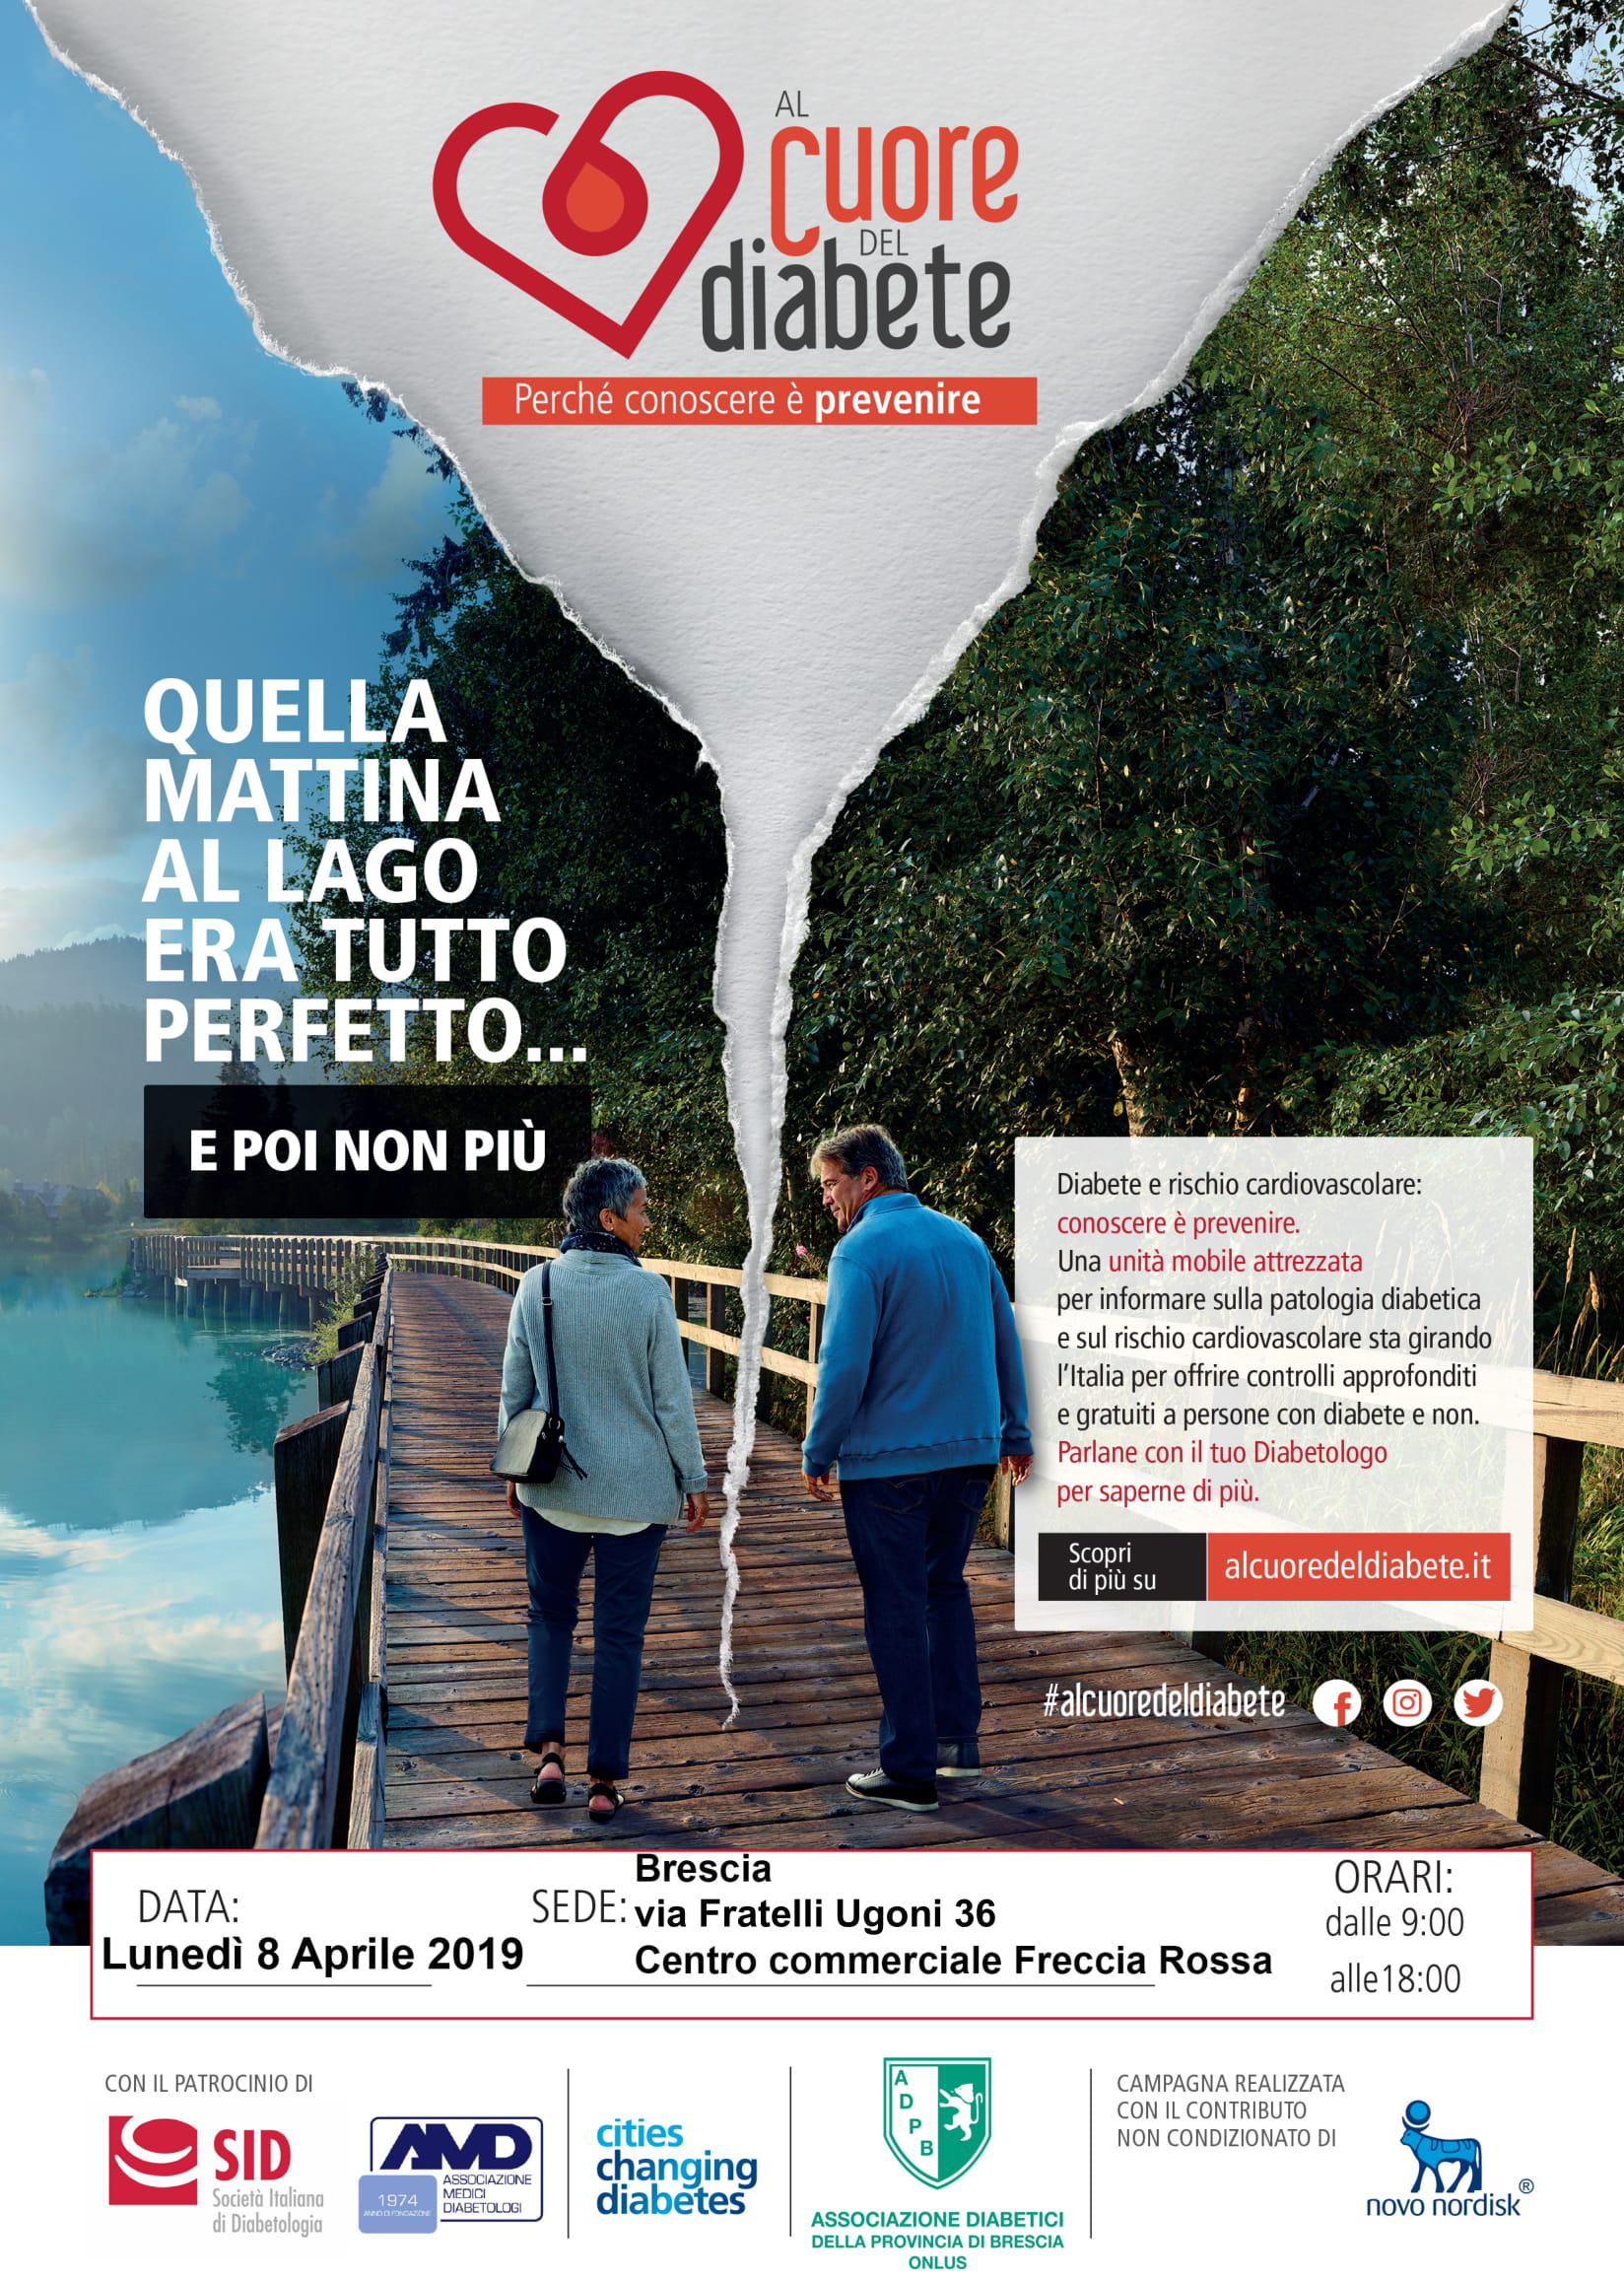 AL
cuore
DEL
diabete
Perché conoscere è prevenire
QUELLA
MATTINA
AL LAGO
ERA TUTTO
PERFETTO...
E POI NON PIÙ
Diabete e rischio cardiovascolare:
conoscere è prevenire.
Una unità mobile attrezzata
per informare sulla patologia diabetica
e sul rischio cardiovascolare sta girando
l'Italia per offrire controlli approfonditi
e gratuiti a persone con diabete e non.
Parlane con il tuo Diabetologo
per saperne di più.
Scopri
di più su
alcuoredeldiabete.it
#alcuoredeldiabete
DATA:
Lunedì 8 Aprile 2019
SEDE:
Brescia
via Fratelli Ugoni 36
Centro commerciale Freccia Rossa
ORARI:
dalle 9:00
alle18:00
CON IL PATROCINIO DI
SID
Società Italiana
di Diabetologia
AMD
ASSOCIAZIONE
MEDICI
DIABETOLOGI
1974
ANNO DI FONDAZIONE
cities
changing
diabetes
A
D
P
B
ASSOCIAZIONE DIABETICI
DELLA PROVINCIA DI BRESCIA
ONLUS
CAMPAGNA REALIZZATA
CON IL CONTRIBUTO
NON CONDIZIONATO DI
novo nordisk®